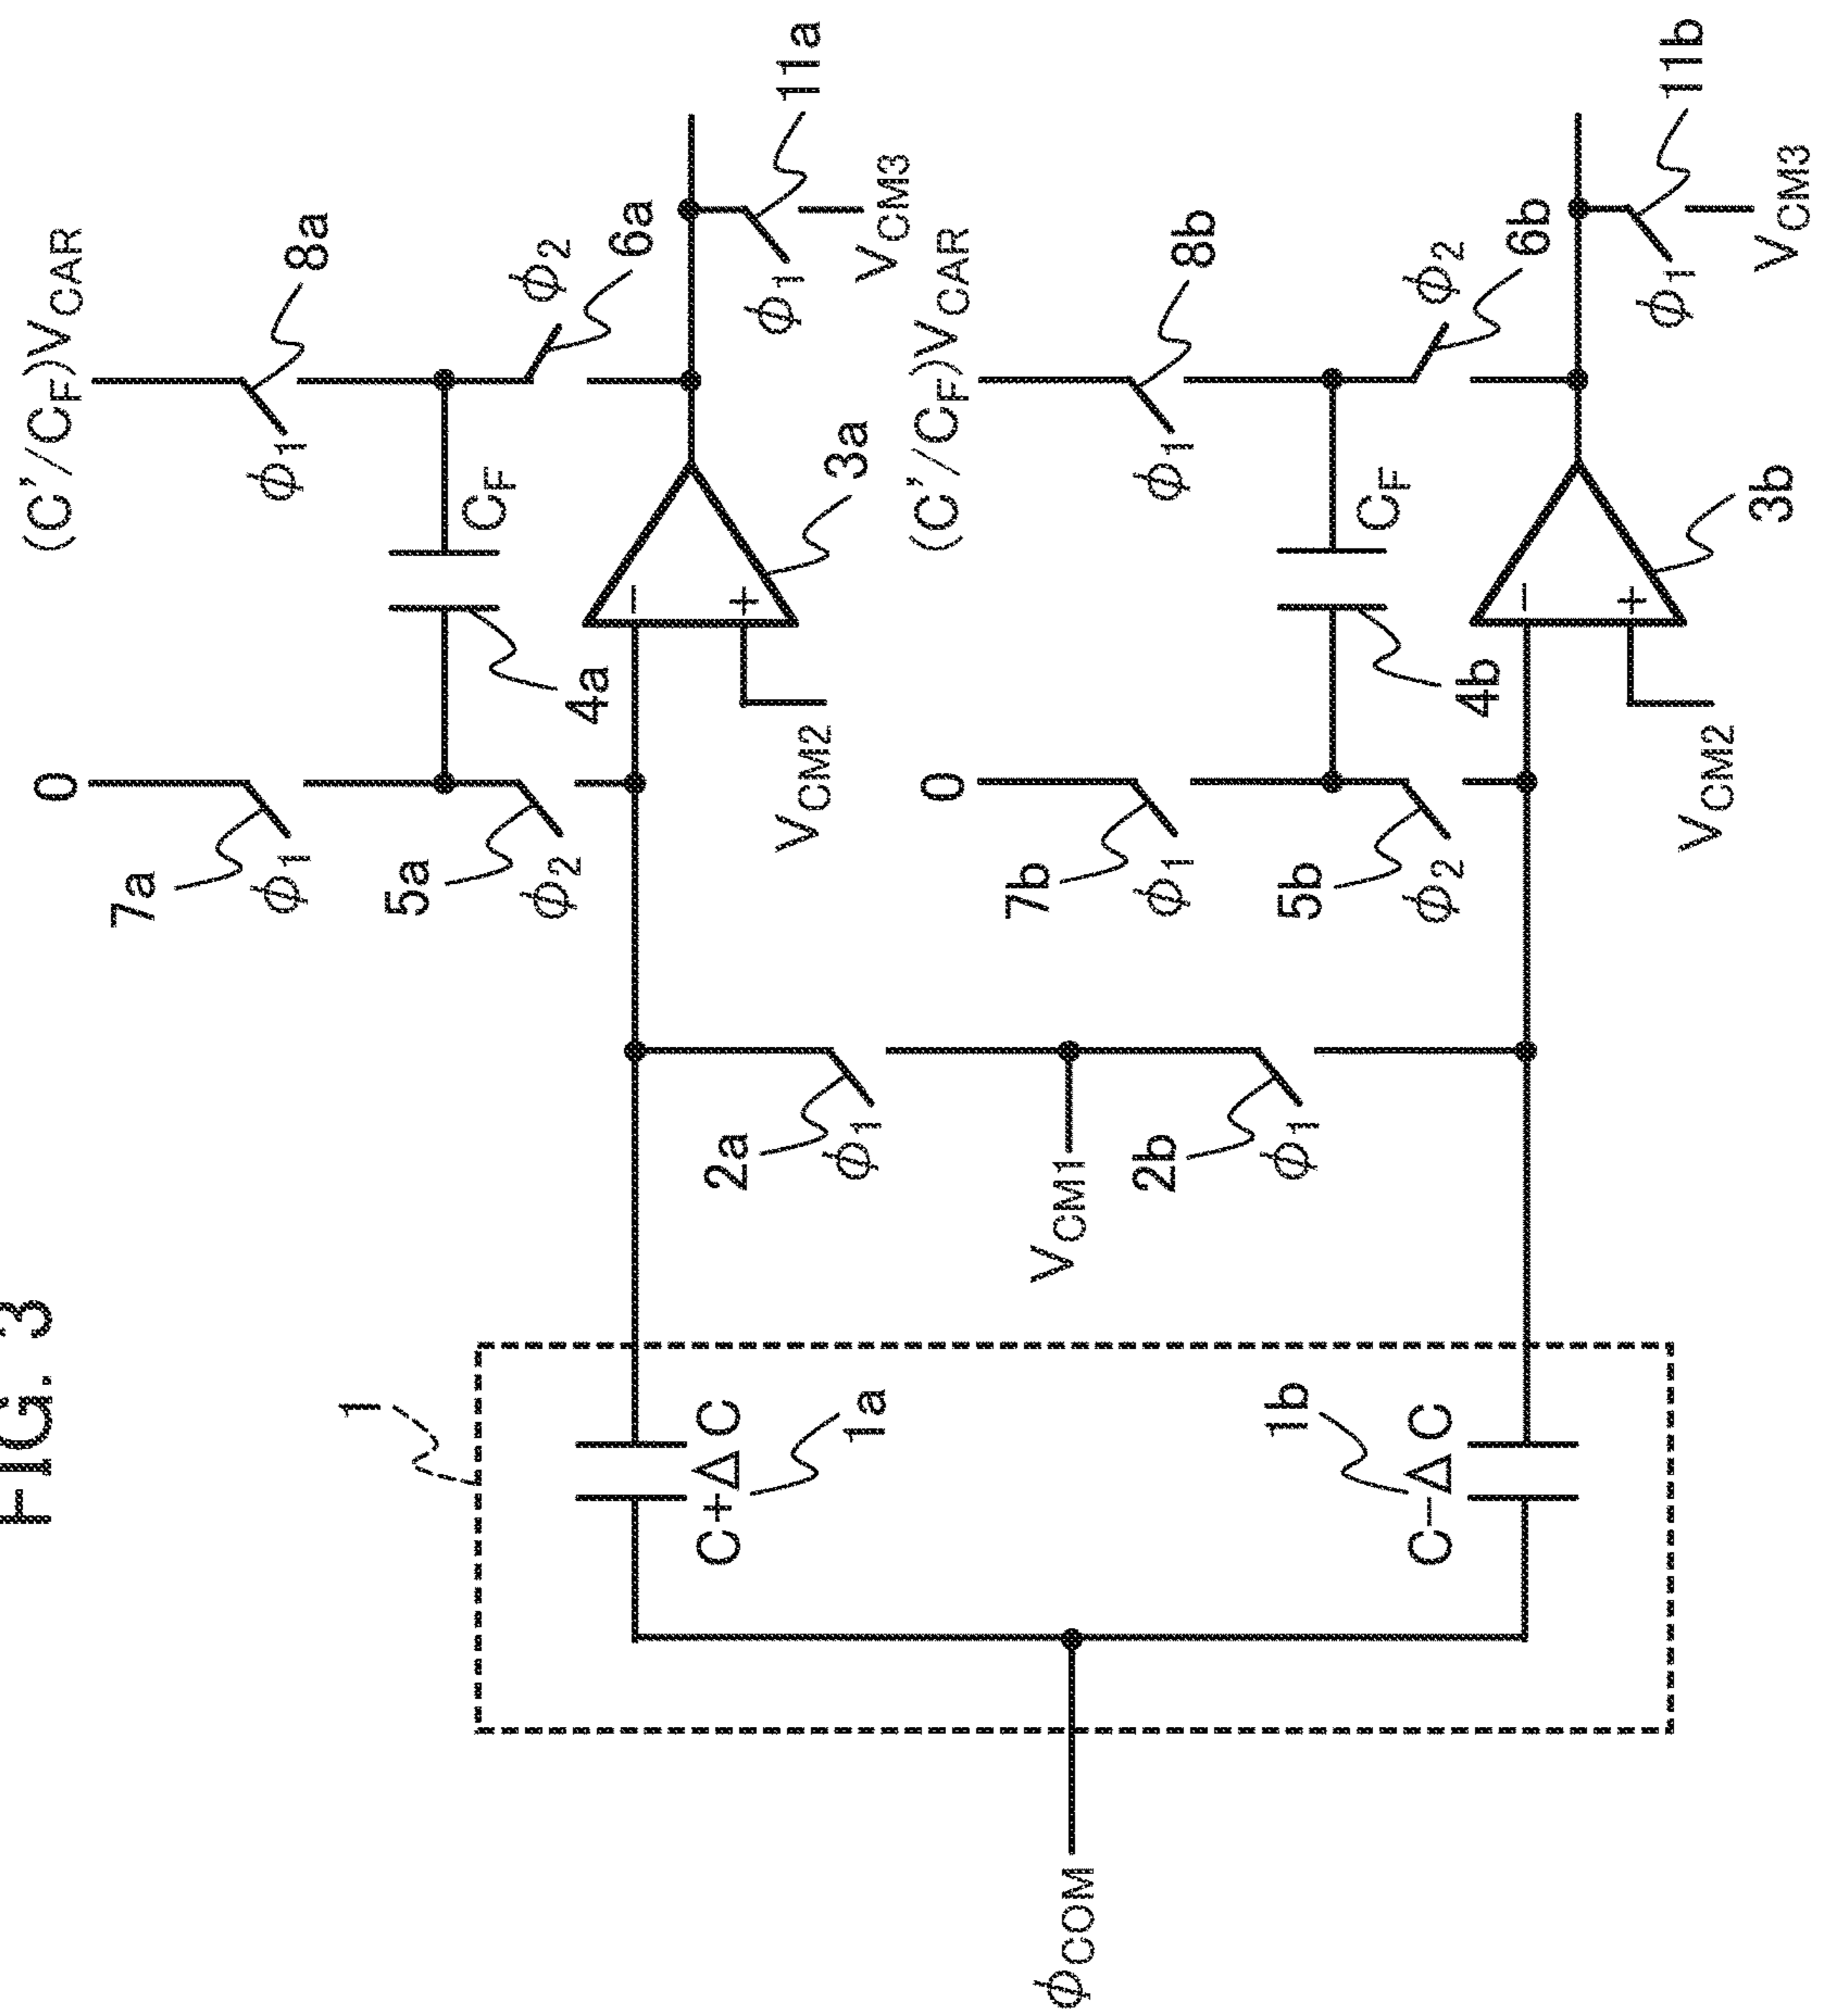 FIG. 3
(C'/CF)VCAR
0
8a
7a
ϕ1
ϕ1
CF
ϕ2
6a
5a
ϕ2
4a
3a
−
+
VCM2
ϕ1
11a
VCM3
1
C+ΔC
1a
2a
ϕ1
VCM1
2b
ϕ1
ϕCOM
1b
C−ΔC
(C'/CF)VCAR
0
8b
7b
ϕ1
ϕ1
CF
ϕ2
6b
5b
ϕ2
4b
3b
−
+
VCM2
ϕ1
11b
VCM3